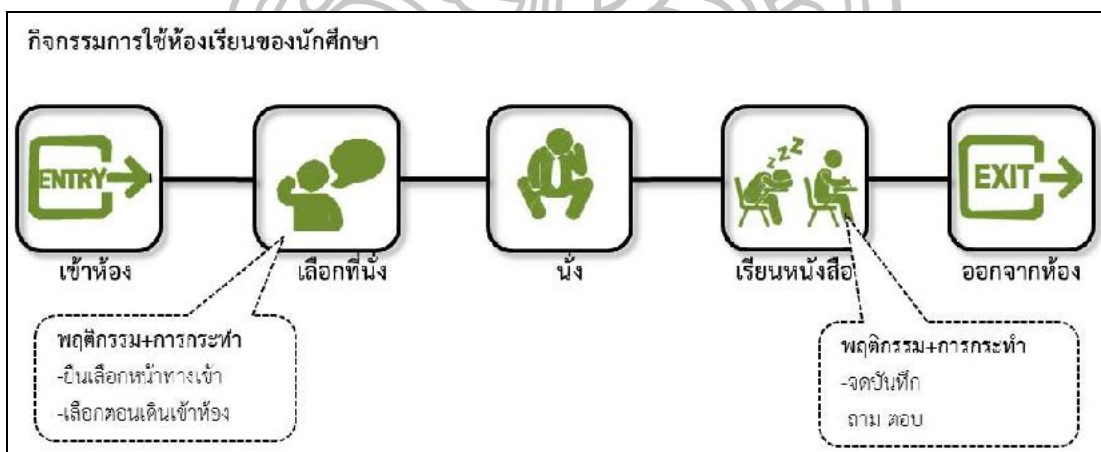 กิจกรรมการใช้ห้องเรียนของนักศึกษา
ENTRY
zzz
EXIT
เข้าห้อง
เลือกที่นั่ง
นั่ง
เรียนหนังสือ
ออกจากห้อง
พฤติกรรม+การกระทำ
-ยืนเลือกหน้าทางเข้า
-เลือกตอนเดินเข้าห้อง
พฤติกรรม+การกระทำ
-จดบันทึก
ถาม ตอบ